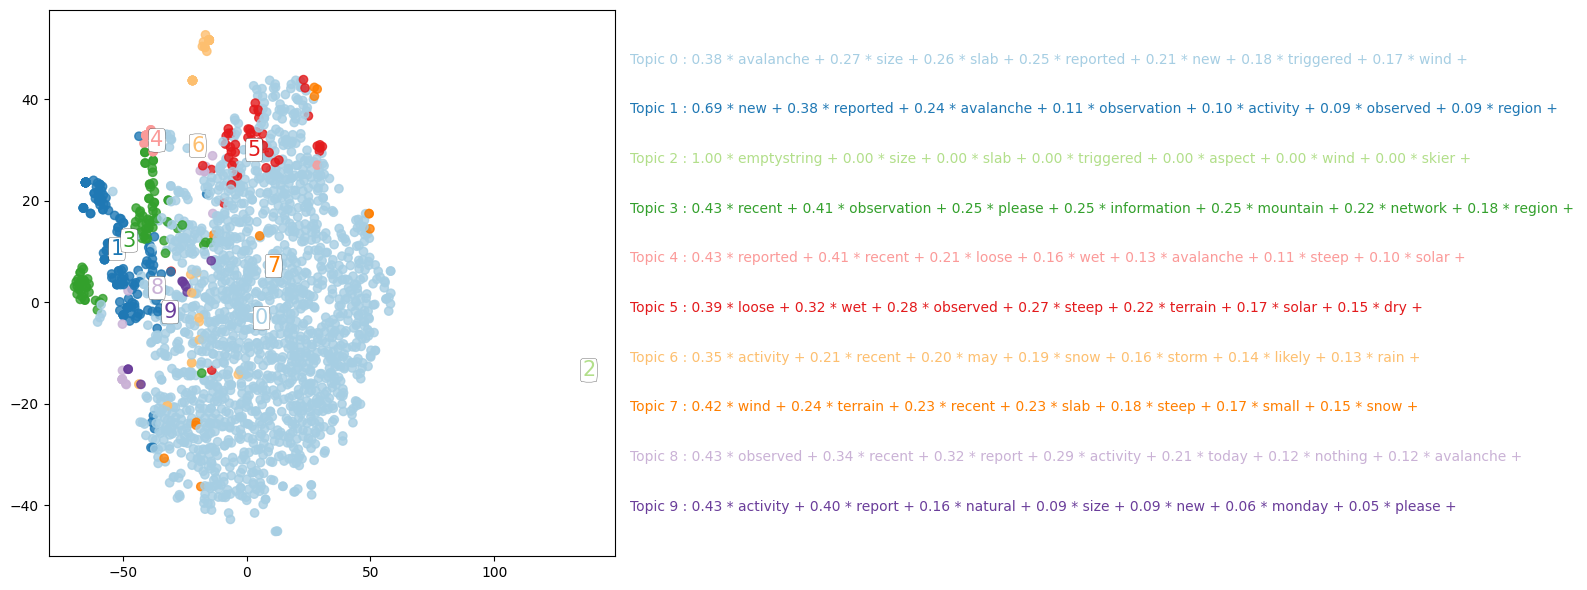 40
20
0
−20
−40
−50
0
50
100
4
6
5
1
3
7
8
9
0
2
Topic 0 : 0.38 * avalanche + 0.27 * size + 0.26 * slab + 0.25 * reported + 0.21 * new + 0.18 * triggered + 0.17 * wind +
Topic 1 : 0.69 * new + 0.38 * reported + 0.24 * avalanche + 0.11 * observation + 0.10 * activity + 0.09 * observed + 0.09 * region +
Topic 2 : 1.00 * emptystring + 0.00 * size + 0.00 * slab + 0.00 * triggered + 0.00 * aspect + 0.00 * wind + 0.00 * skier +
Topic 3 : 0.43 * recent + 0.41 * observation + 0.25 * please + 0.25 * information + 0.25 * mountain + 0.22 * network + 0.18 * region +
Topic 4 : 0.43 * reported + 0.41 * recent + 0.21 * loose + 0.16 * wet + 0.13 * avalanche + 0.11 * steep + 0.10 * solar +
Topic 5 : 0.39 * loose + 0.32 * wet + 0.28 * observed + 0.27 * steep + 0.22 * terrain + 0.17 * solar + 0.15 * dry +
Topic 6 : 0.35 * activity + 0.21 * recent + 0.20 * may + 0.19 * snow + 0.16 * storm + 0.14 * likely + 0.13 * rain +
Topic 7 : 0.42 * wind + 0.24 * terrain + 0.23 * recent + 0.23 * slab + 0.18 * steep + 0.17 * small + 0.15 * snow +
Topic 8 : 0.43 * observed + 0.34 * recent + 0.32 * report + 0.29 * activity + 0.21 * today + 0.12 * nothing + 0.12 * avalanche +
Topic 9 : 0.43 * activity + 0.40 * report + 0.16 * natural + 0.09 * size + 0.09 * new + 0.06 * monday + 0.05 * please +